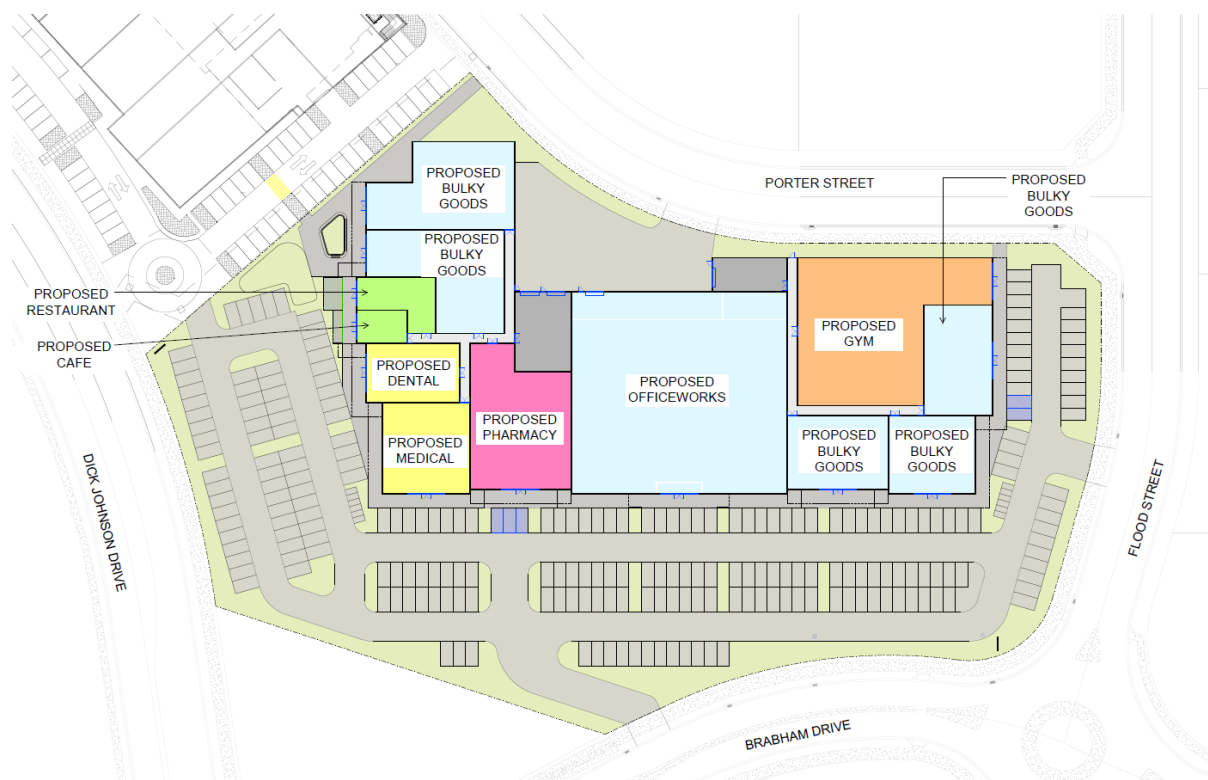 PROPOSED
BULKY
GOODS
PORTER STREET
PROPOSED
BULKY
GOODS
PROPOSED
BULKY
GOODS
PROPOSED
RESTAURANT
PROPOSED
CAFE
PROPOSED
GYM
PROPOSED
DENTAL
PROPOSED
OFFICEWORKS
PROPOSED
PHARMACY
PROPOSED
MEDICAL
PROPOSED
BULKY
GOODS
PROPOSED
BULKY
GOODS
DICK JOHNSON DRIVE
FLOOD STREET
BRABHAM DRIVE